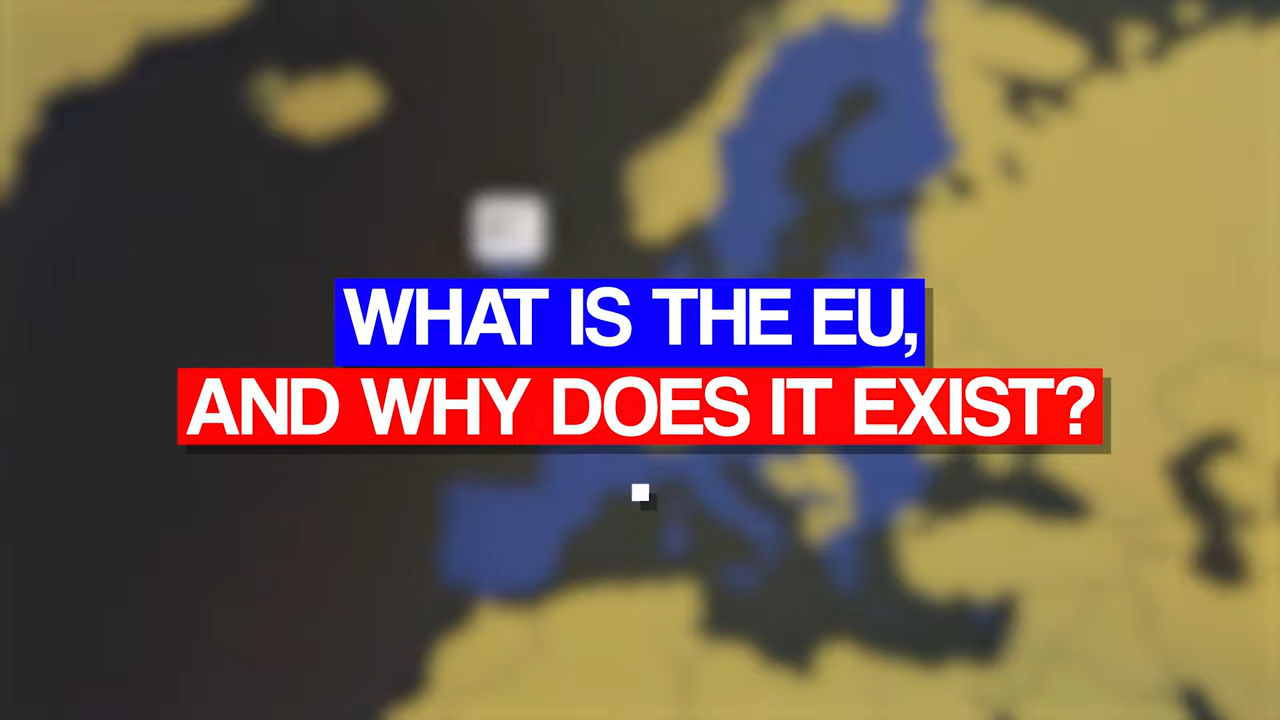 WHAT IS THE EU,
AND WHY DOES IT EXIST?